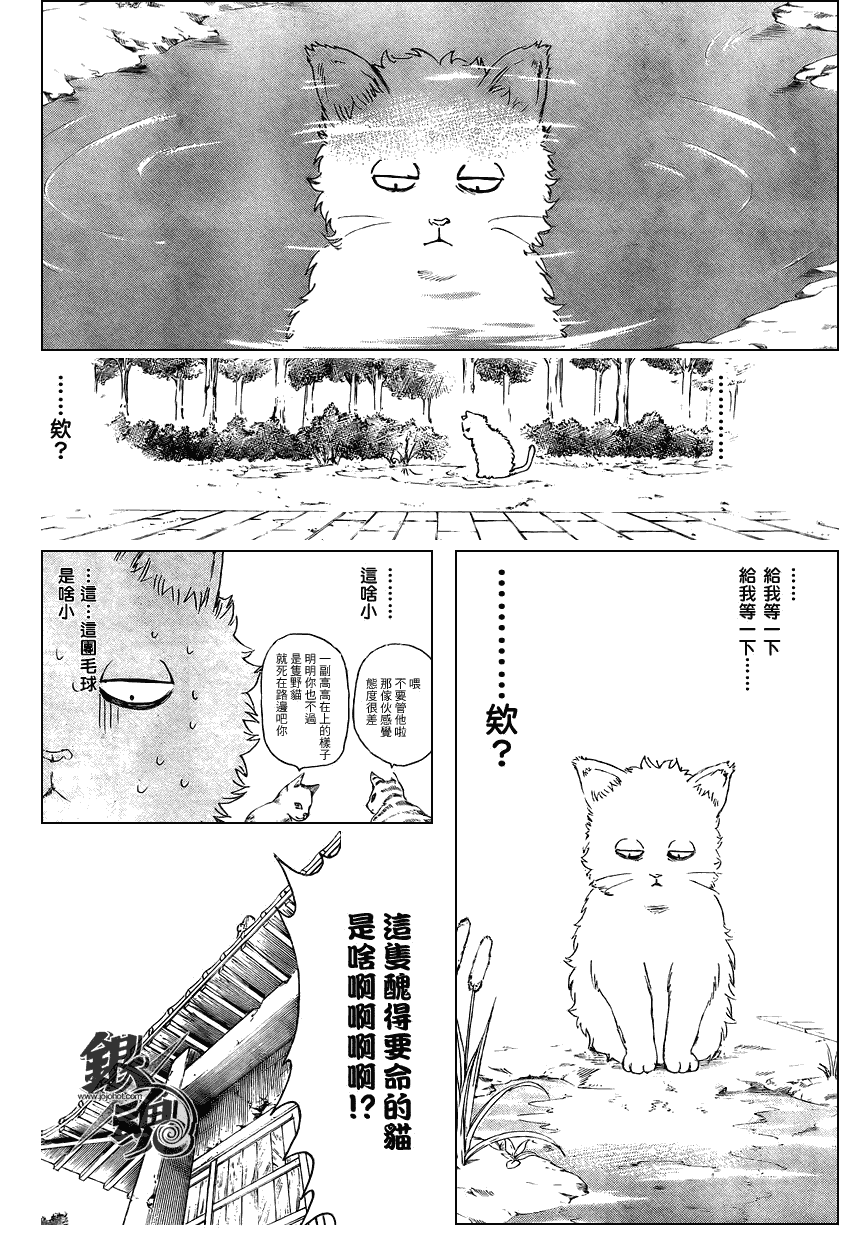 ………
……欸？
……
給我等一下
給我等一下……
…………欸？
喂
不要管他啦
那傢伙感覺
態度很差
一副高高在上的樣子
明明你也不過
是隻野貓
就死在路邊吧你
………
這啥小
…這…這團毛球
是啥小
這隻醜得要命的貓
是啥啊啊啊啊!?
銀魂
www.jojohot.com